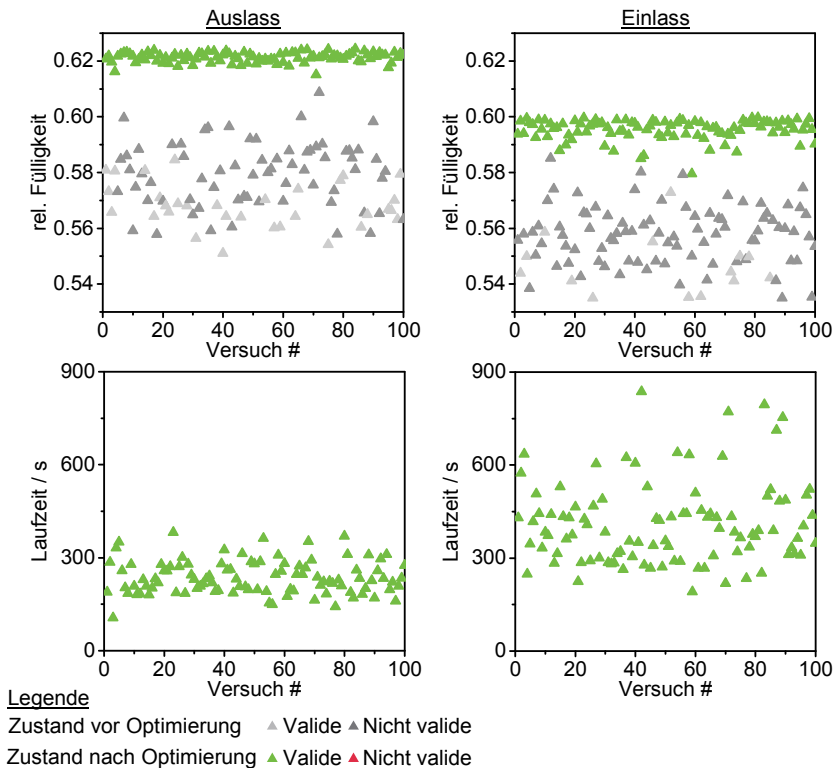 Auslass
Einlass
rel. Fülligkeit
0.62
0.60
0.58
0.56
0.54
0 20 40 60 80 100
Versuch #
rel. Fülligkeit
0.62
0.60
0.58
0.56
0.54
0 20 40 60 80 100
Versuch #
Laufzeit / s
900
600
300
0
0 20 40 60 80 100
Versuch #
Laufzeit / s
900
600
300
0
0 20 40 60 80 100
Versuch #
Legende
Zustand vor Optimierung Valide Nicht valide
Zustand nach Optimierung Valide Nicht valide